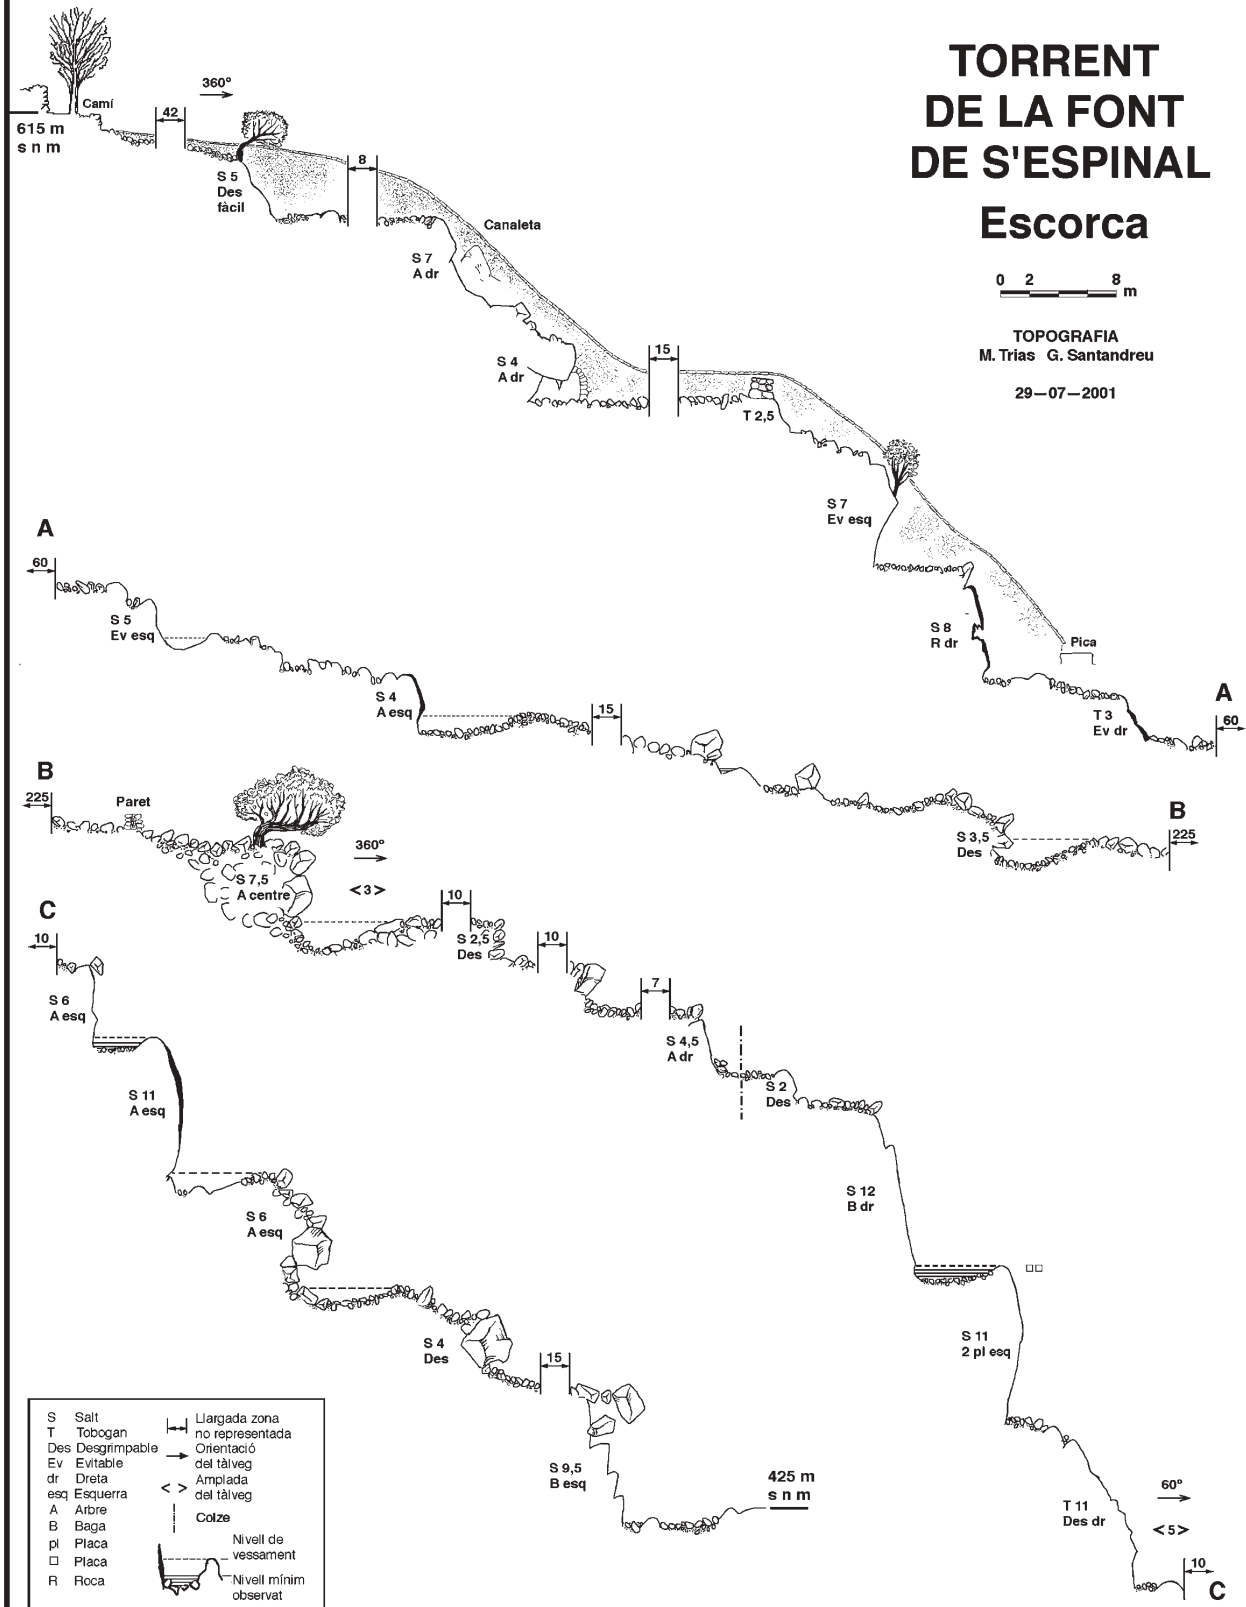 TORRENT
DE LA FONT
DE S'ESPINAL
Escorca
0 2 8 m
TOPOGRAFIA
M. Trias G. Santandreu
29—07—2001
Camí
615 m
s n m
42
360º
S 5
Des
fàcil
8
Canaleta
S 7
A dr
S 4
A dr
15
T 2,5
S 7
Ev esq
S 8
R dr
Pica
T 3
Ev dr
A
60
A
60
S 5
Ev esq
S 4
A esq
15
S 3,5
Des
B
225
B
225
Paret
360º
S 7,5
A centre
<3>
10
S 2,5
Des
10
7
S 4,5
A dr
S 2
Des
S 12
B dr
S 11
2 pl esq
T 11
Des dr
60º
<5>
10
C
C
10
S 6
A esq
S 11
A esq
S 6
A esq
S 4
Des
15
S 9,5
B esq
425 m
s n m
S Salt
T Tobogan
Des Desgrimpable
Ev Evitable
dr Dreta
esq Esquerra
A Arbre
B Baga
pl Placa
□ Placa
R Roca
Llargada zona
no representada
Orientació
del tàlveg
< > Amplada
del tàlveg
Colze
Nivell de
vessament
Nivell mínim
observat